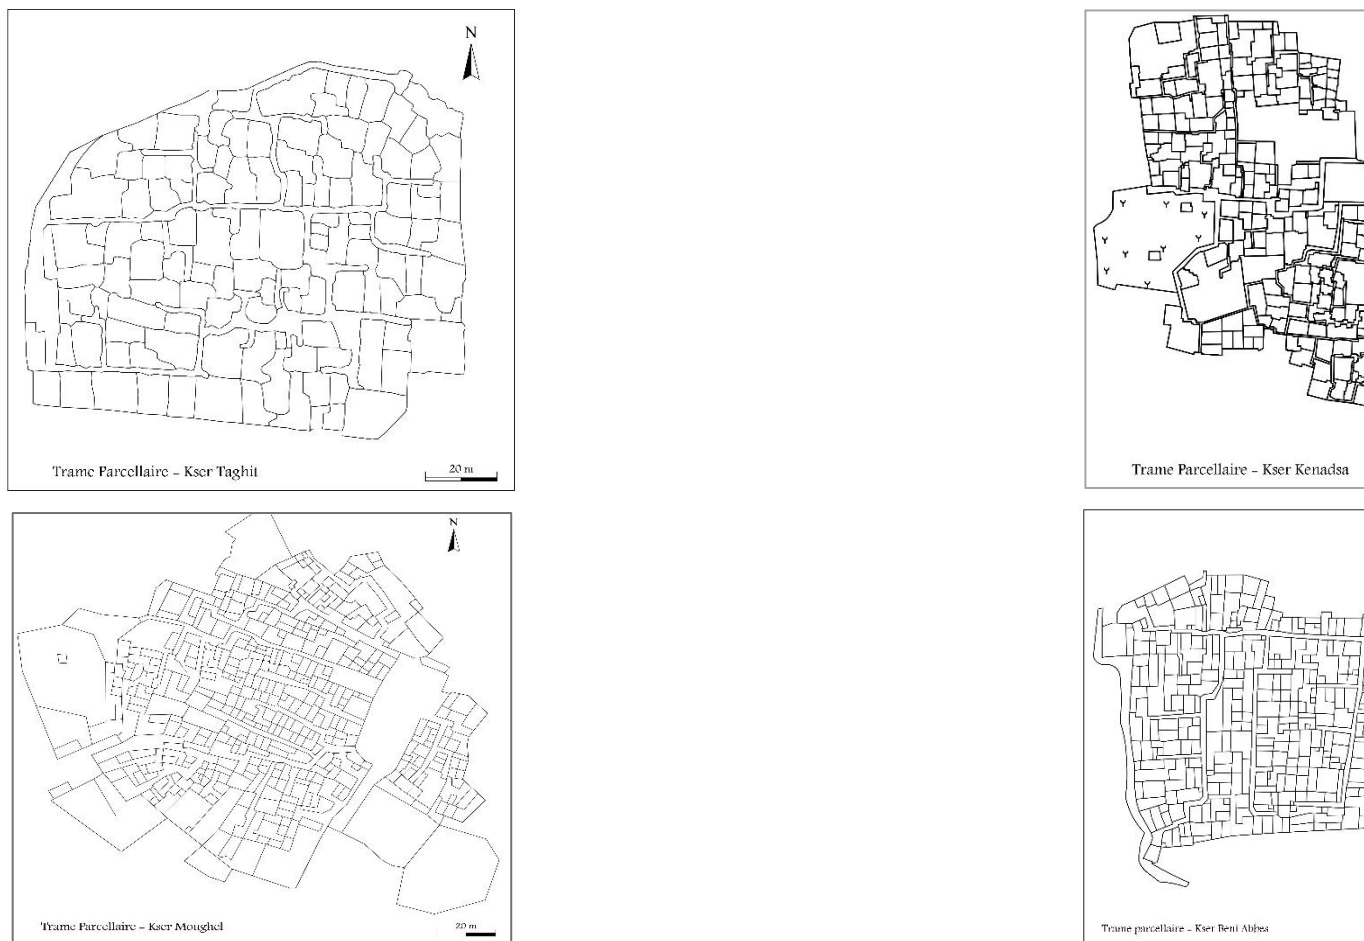 N
Trame Parcellaire – Kser Taghit
20 m
Trame Parcellaire – Kser Kenadsa
N
Trame Parcellaire – Kser Moughel
20 m
Trame parcellaire – Kser Beni Abbes